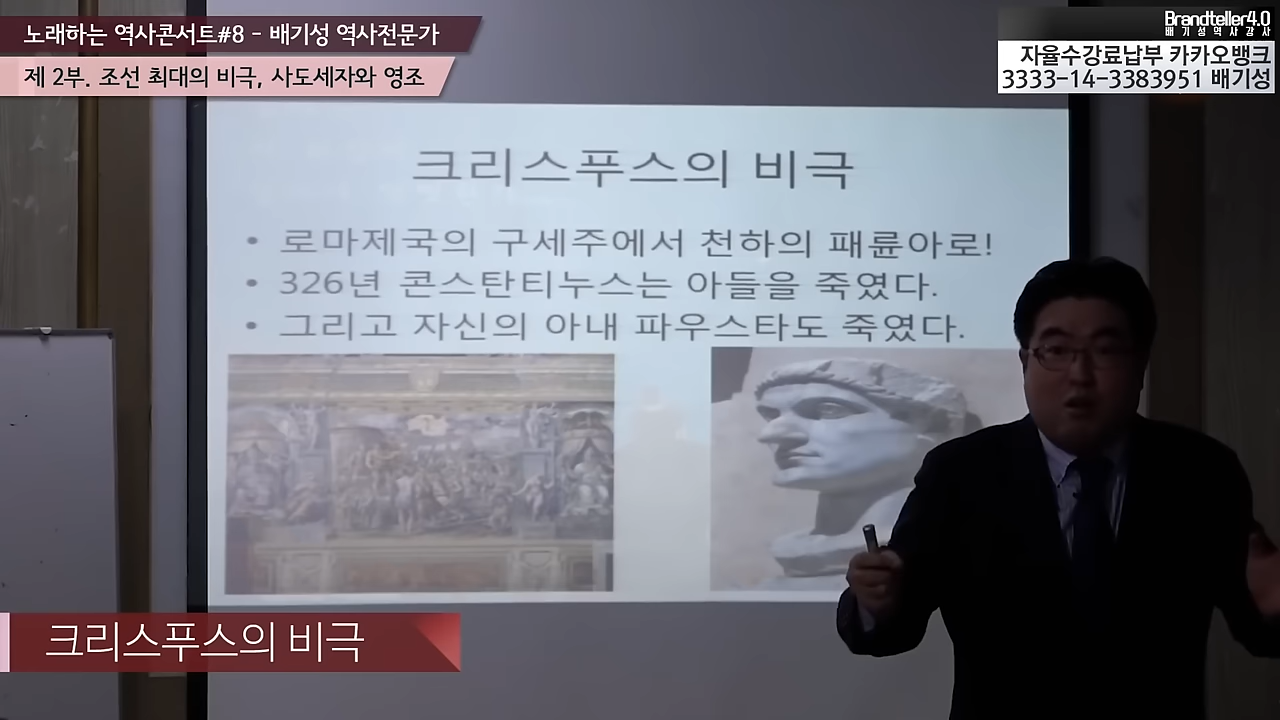 노래하는 역사콘서트#8 - 배기성 역사전문가
제 2부. 조선 최대의 비극, 사도세자와 영조
Brandteller4.0
배기성역사강사
자율수강료납부 카카오뱅크
3333-14-3383951 배기성
크리스푸스의 비극
• 로마제국의 구세주에서 천하의 패륜아로!
• 326년 콘스탄티누스는 아들을 죽였다.
• 그리고 자신의 아내 파우스타도 죽였다.
크리스푸스의 비극